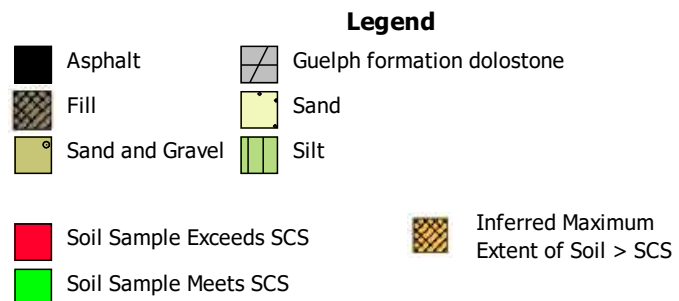 Legend
Asphalt
Guelph formation dolostone
Fill
Sand
Sand and Gravel
Silt
Soil Sample Exceeds SCS
Soil Sample Meets SCS
Inferred Maximum
Extent of Soil > SCS